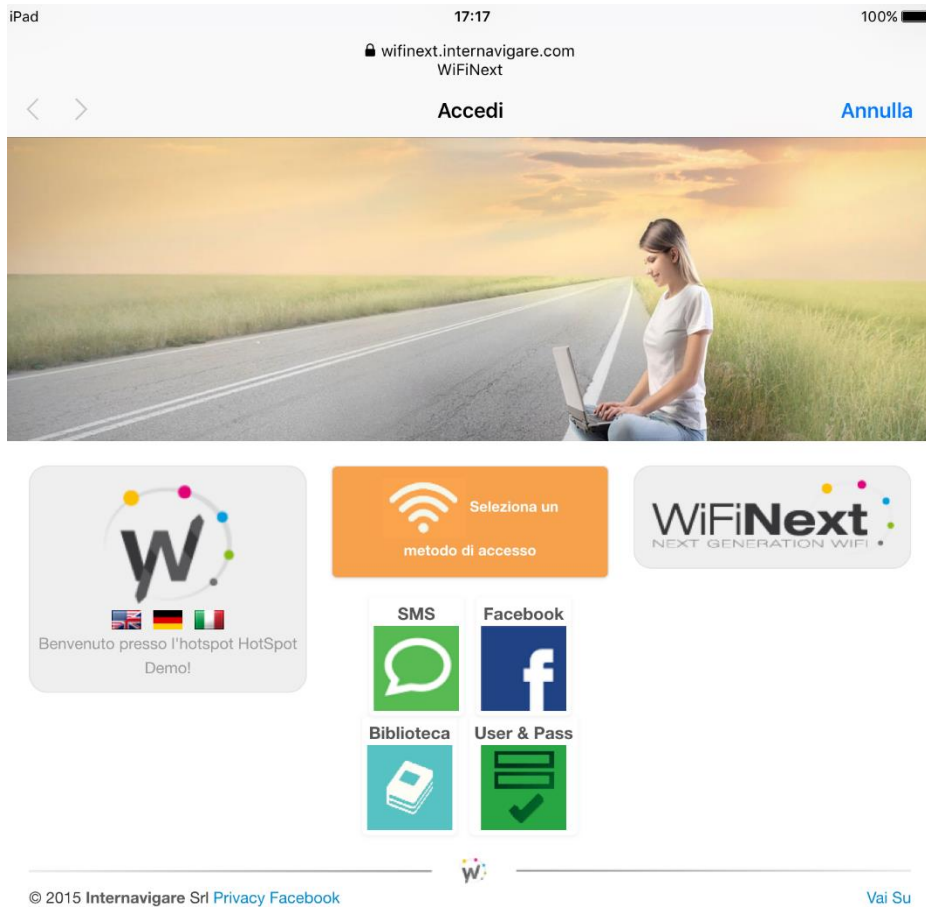 iPad 17:17 100%
wifinext.internavigare.com
WiFiNext
Accedi Annulla
Seleziona un
metodo di accesso
WiFiNext
NEXT GENERATION WIFI
W
Benvenuto presso l'hotspot HotSpot
Demo!
SMS Facebook
f
Biblioteca User & Pass
w
© 2015 Internavigare Srl Privacy Facebook Vai Su